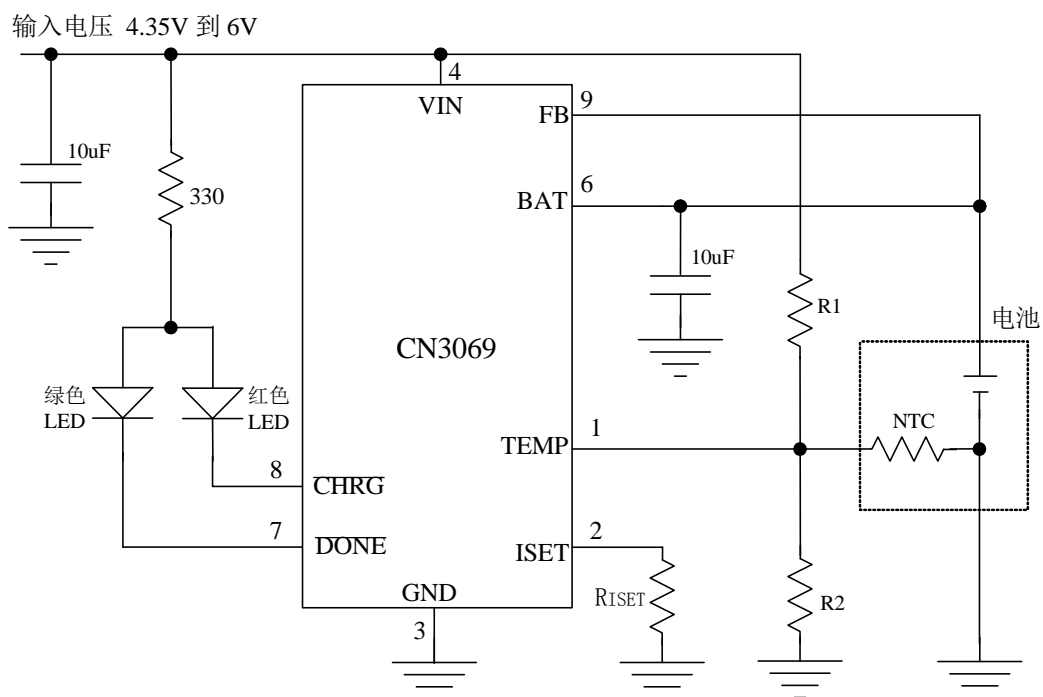 输入电压 4.35V 到 6V
4
VIN
9
FB
10uF
330
6
BAT
10uF
R1
CN3069
电池
绿色
LED
红色
LED
NTC
1
TEMP
8
CHRG
7
DONE
2
ISET
GND
RISET
R2
3